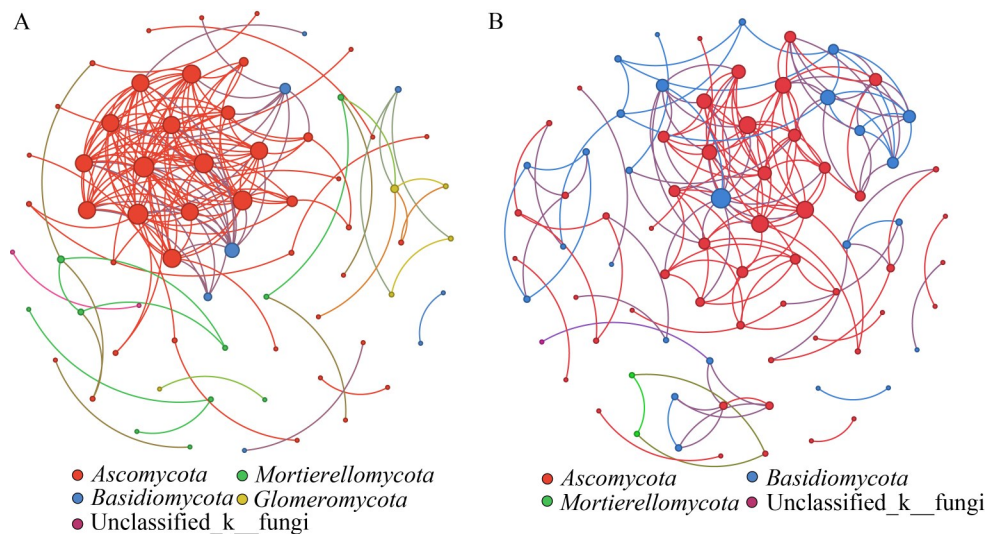 A
B
Ascomycota Mortierellomycota
Basidiomycota Glomeromycota
Unclassified_k__fungi
Ascomycota Basidiomycota
Mortierellomycota Unclassified_k__fungi